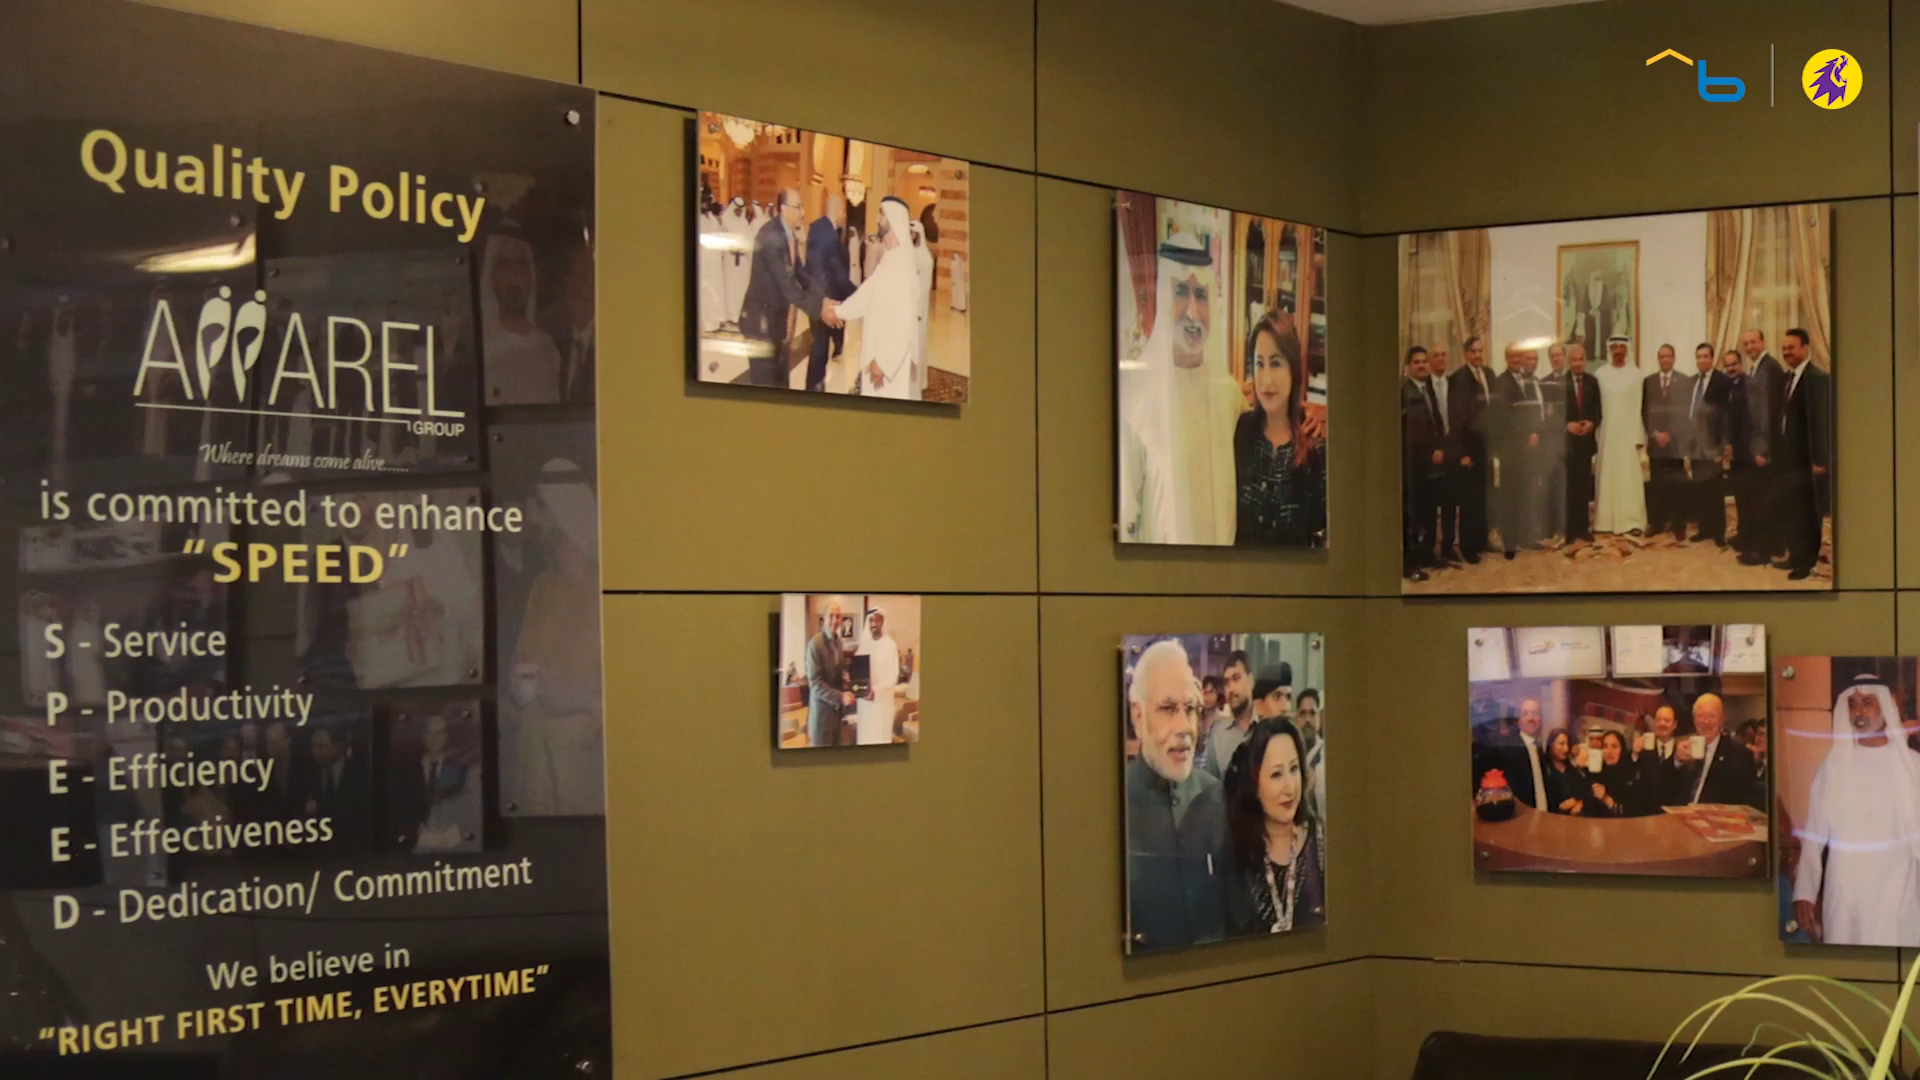 Quality Policy
APPAREL
GROUP
Where dreams come alive......
is committed to enhance
"SPEED"
S - Service
P - Productivity
E - Efficiency
E - Effectiveness
D - Dedication/ Commitment
We believe in
"RIGHT FIRST TIME, EVERYTIME"
b